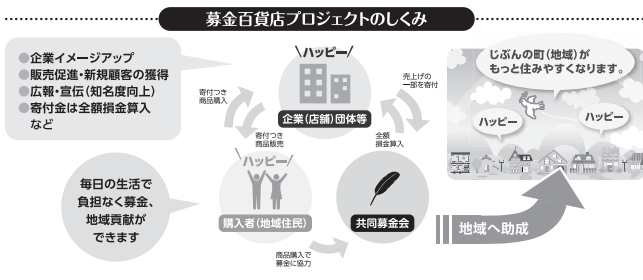 募金百貨店プロジェクトのしくみ
●企業イメージアップ
●販売促進・新規顧客の獲得
●広報・宣伝(知名度向上)
●寄付金は全額損金算入
など
\ハッピー/
企業(店舗)団体等
寄付つき
商品購入
寄付つき
商品販売
売上げの
一部を寄付
全額
損金算入
毎日の生活で
負担なく募金、
地域貢献が
できます
\ハッピー/
購入者(地域住民)
商品購入で
募金に協力
共同募金会
地域へ助成
じぶんの町(地域)が
もっと住みやすくなります。
ハッピー
ハッピー